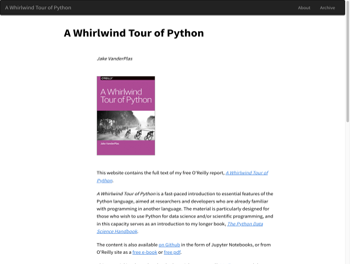 A Whirlwind Tour of Python
About
Archive
A Whirlwind Tour of Python
Jake VanderPlas
A Whirlwind
Tour of Python
Jake VanderPlas
This website contains the full text of my free O'Reilly report, A Whirlwind Tour of
Python.
A Whirlwind Tour of Python is a fast-paced introduction to essential features of the
Python language, aimed at researchers and developers who are already familiar
with programming in another language. The material is particularly designed for
those who wish to use Python for data science and/or scientific programming, and
in this capacity serves as an introduction to my longer book, The Python Data
Science Handbook.
The content is also available on Github in the form of Jupyter Notebooks, or from
O'Reilly site as a free e-book or free pdf.